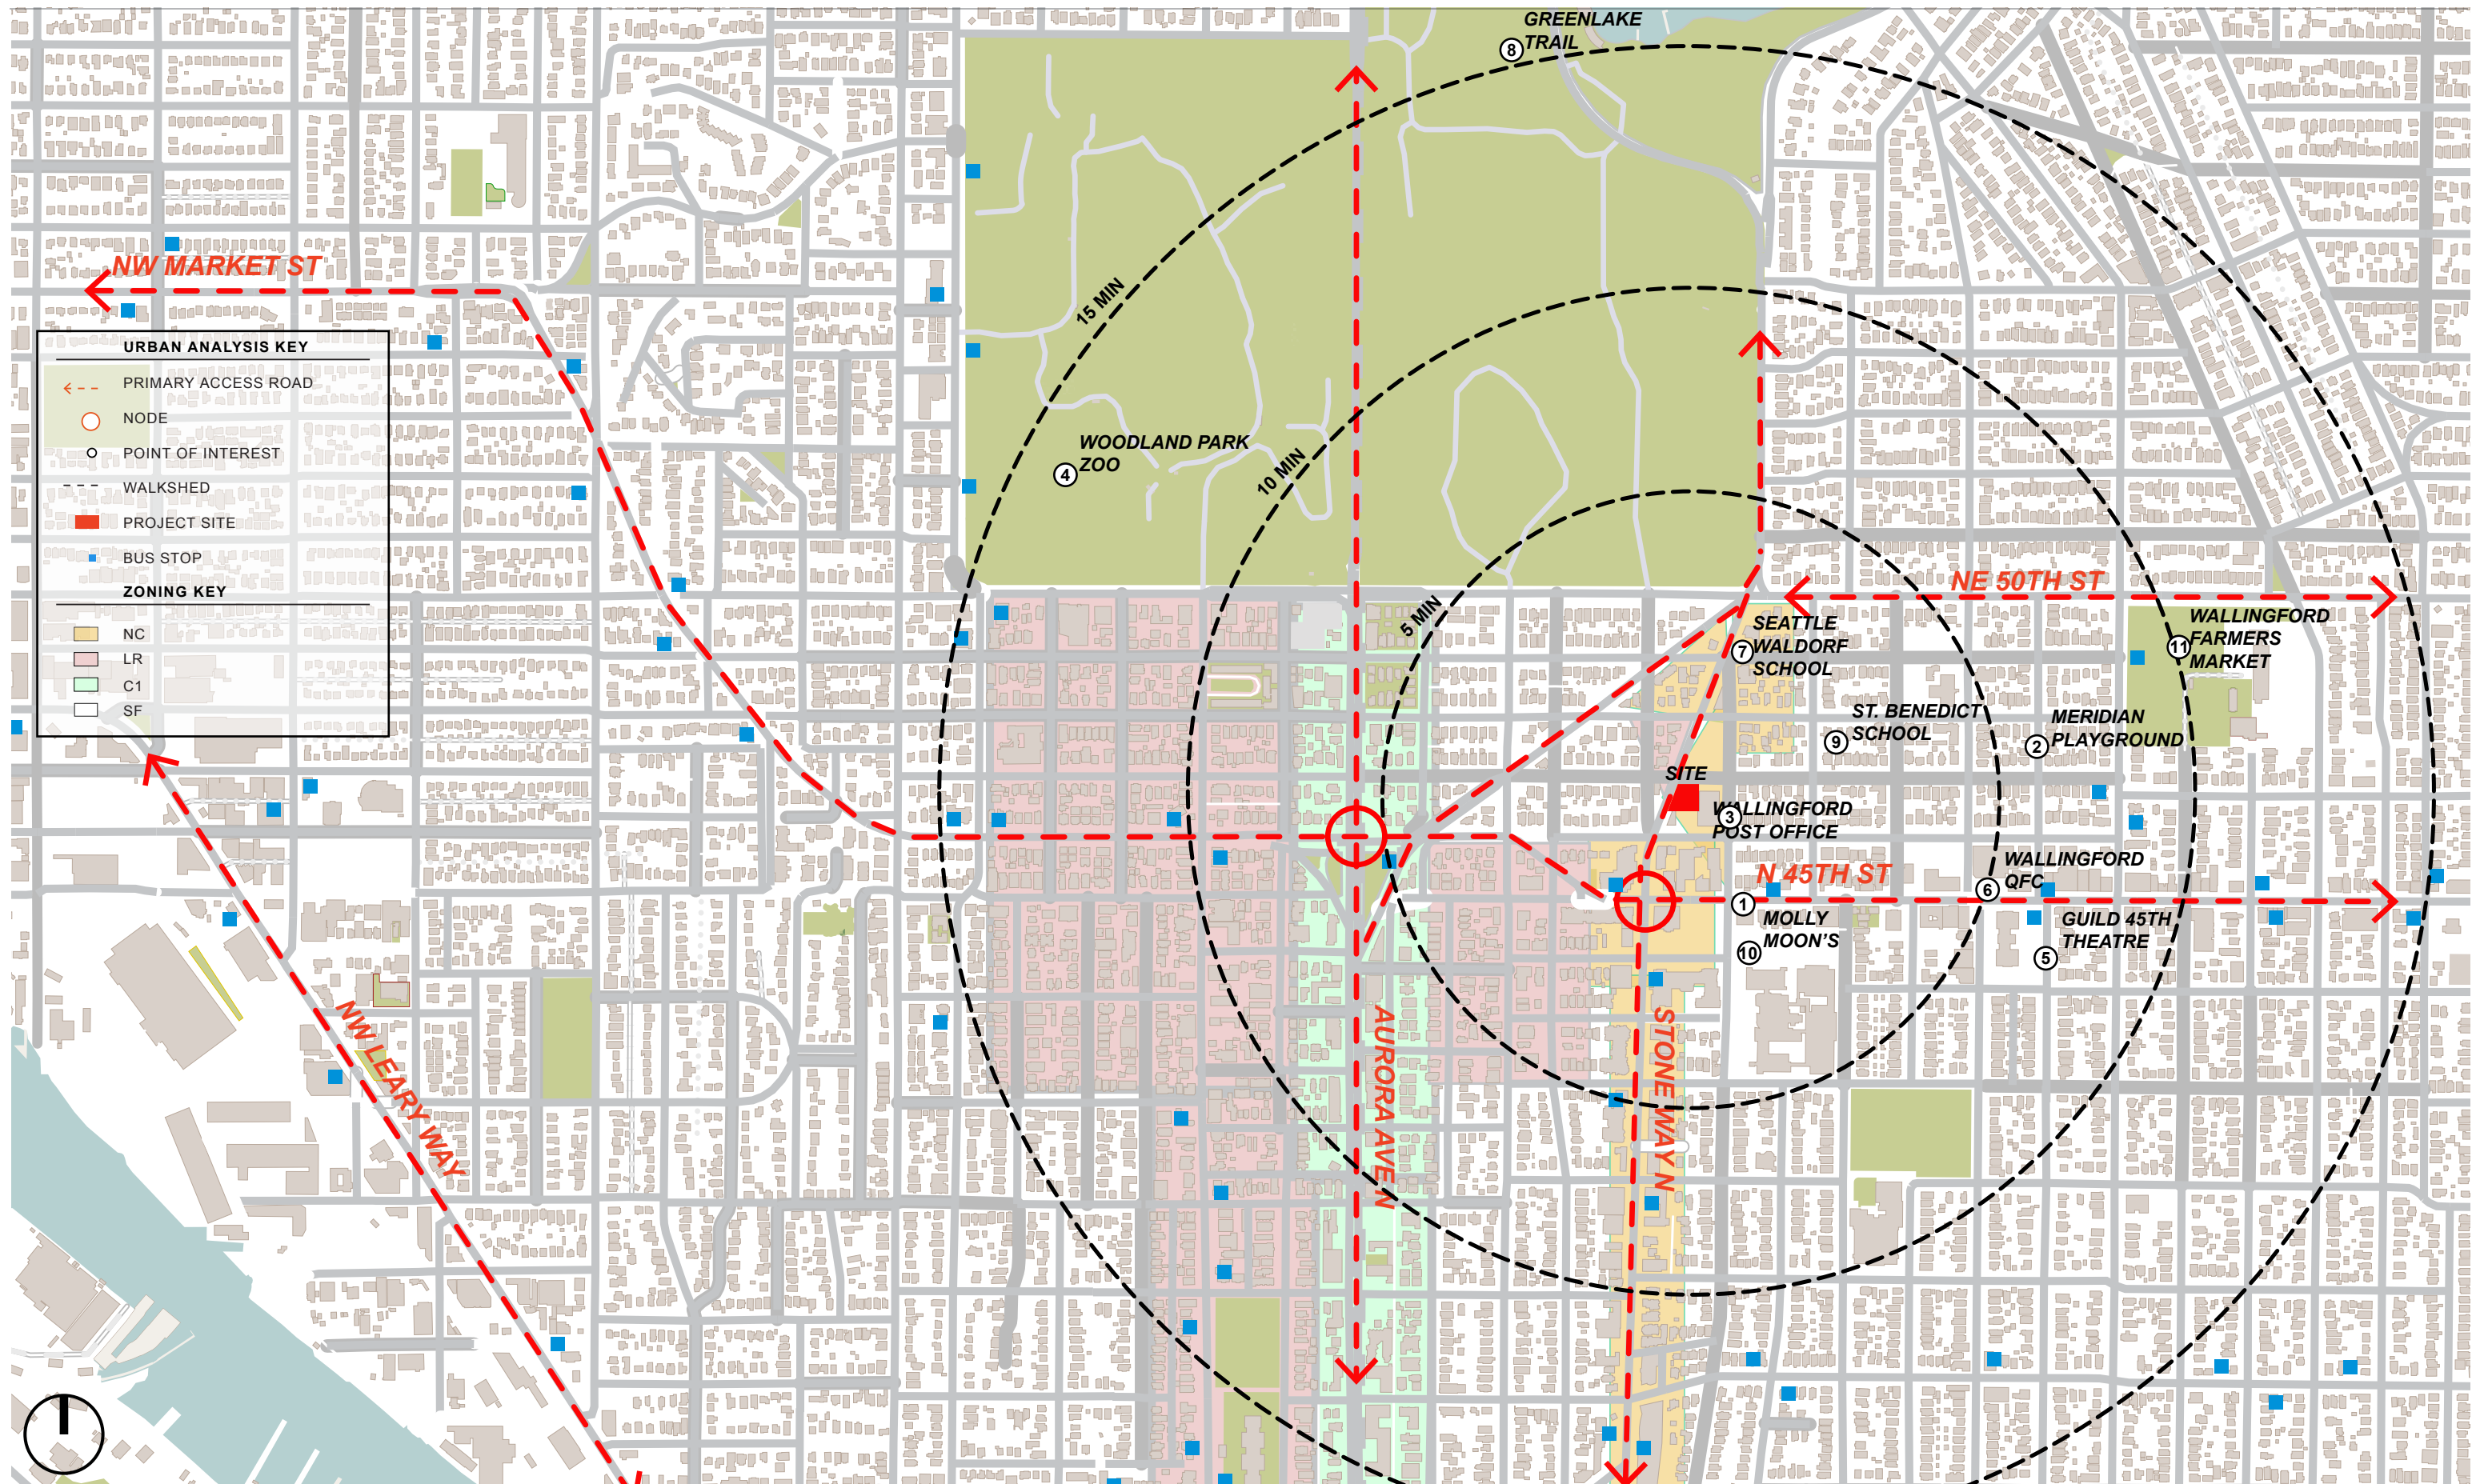 GREENLAKE
TRAIL
8
NW MARKET ST
15 MIN
URBAN ANALYSIS KEY
PRIMARY ACCESS ROAD
NODE
POINT OF INTEREST
WALKSHED
PROJECT SITE
BUS STOP
ZONING KEY
NC
LR
C1
SF
WOODLAND PARK
ZOO
4
10 MIN
5 MIN
NE 50TH ST
SEATTLE
WALDORF
SCHOOL
7
WALLINGFORD
FARMERS
MARKET
11
ST. BENEDICT
SCHOOL
9
MERIDIAN
PLAYGROUND
2
SITE
WALLINGFORD
POST OFFICE
3
N 45TH ST
WALLINGFORD
QFC
6
1
MOLLY
MOON'S
10
GUILD 45TH
THEATRE
5
NW LEARY WAY
AURORA AVE N
STONE WAY N